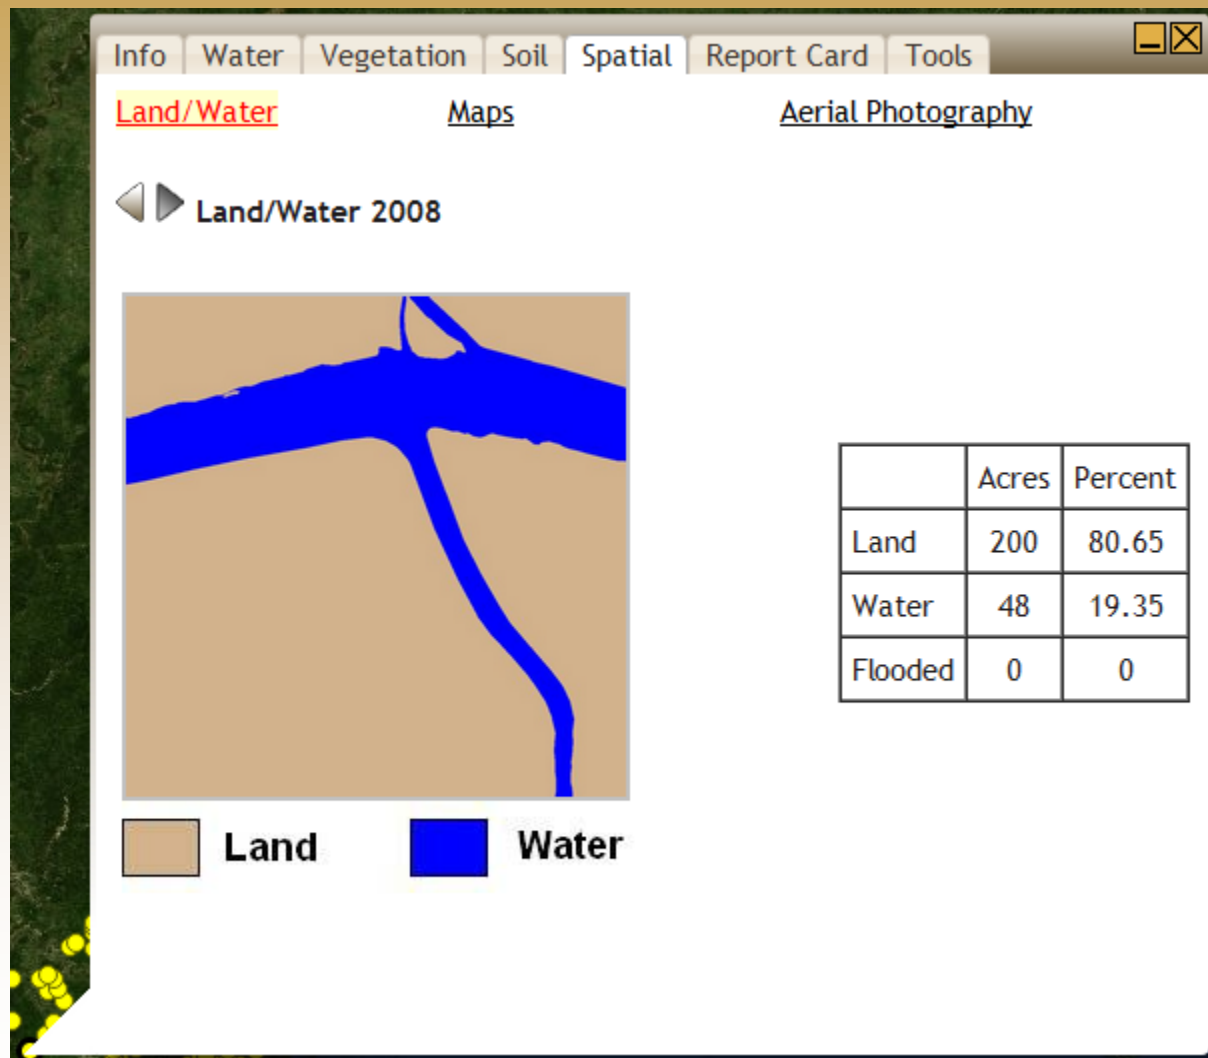 Info Water Vegetation Soil Spatial Report Card Tools
Land/Water Maps Aerial Photography
Land/Water 2008
Acres Percent
Land 200 80.65
Water 48 19.35
Flooded 0 0
Land Water